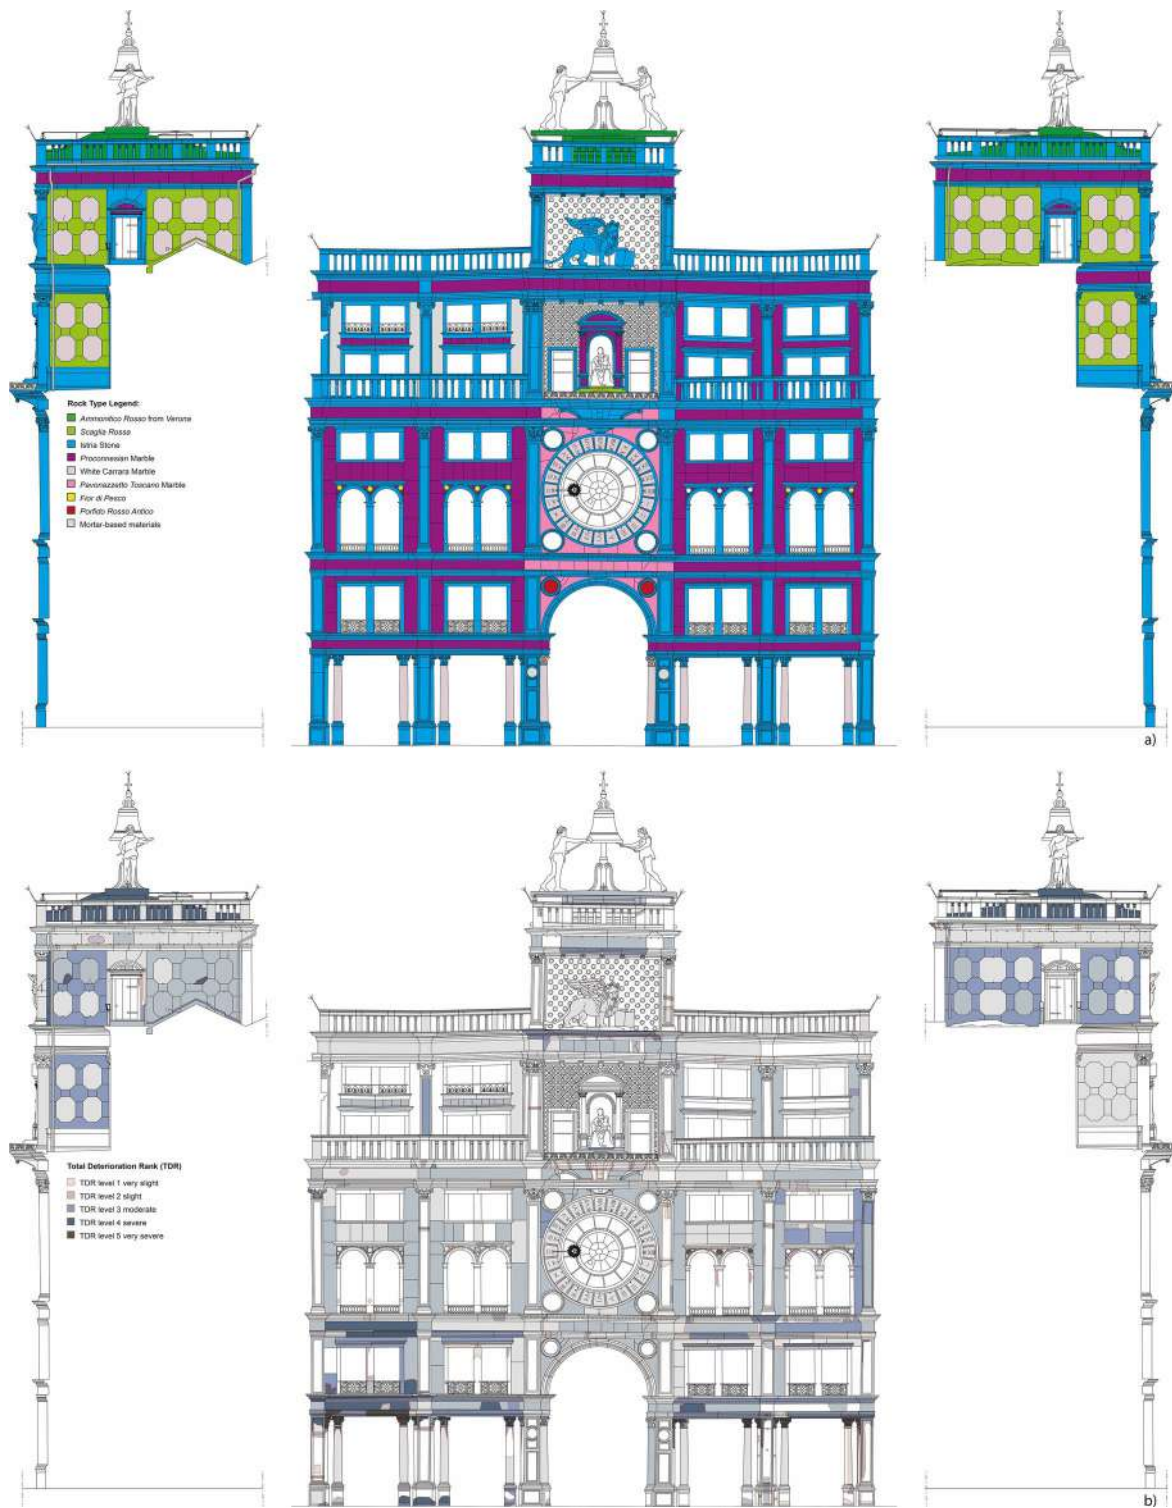 Rock Type Legend:
Ammonitico Rosso from Verona
Scaglia Rossa
Istria Stone
Proconnesian Marble
White Carrara Marble
Pavonazzetto Toscano Marble
Fior di Pesco
Porfido Rosso Antico
Mortar-based materials
a)
Total Deterioration Rank (TDR)
TDR level 1 very slight
TDR level 2 slight
TDR level 3 moderate
TDR level 4 severe
TDR level 5 very severe
b)